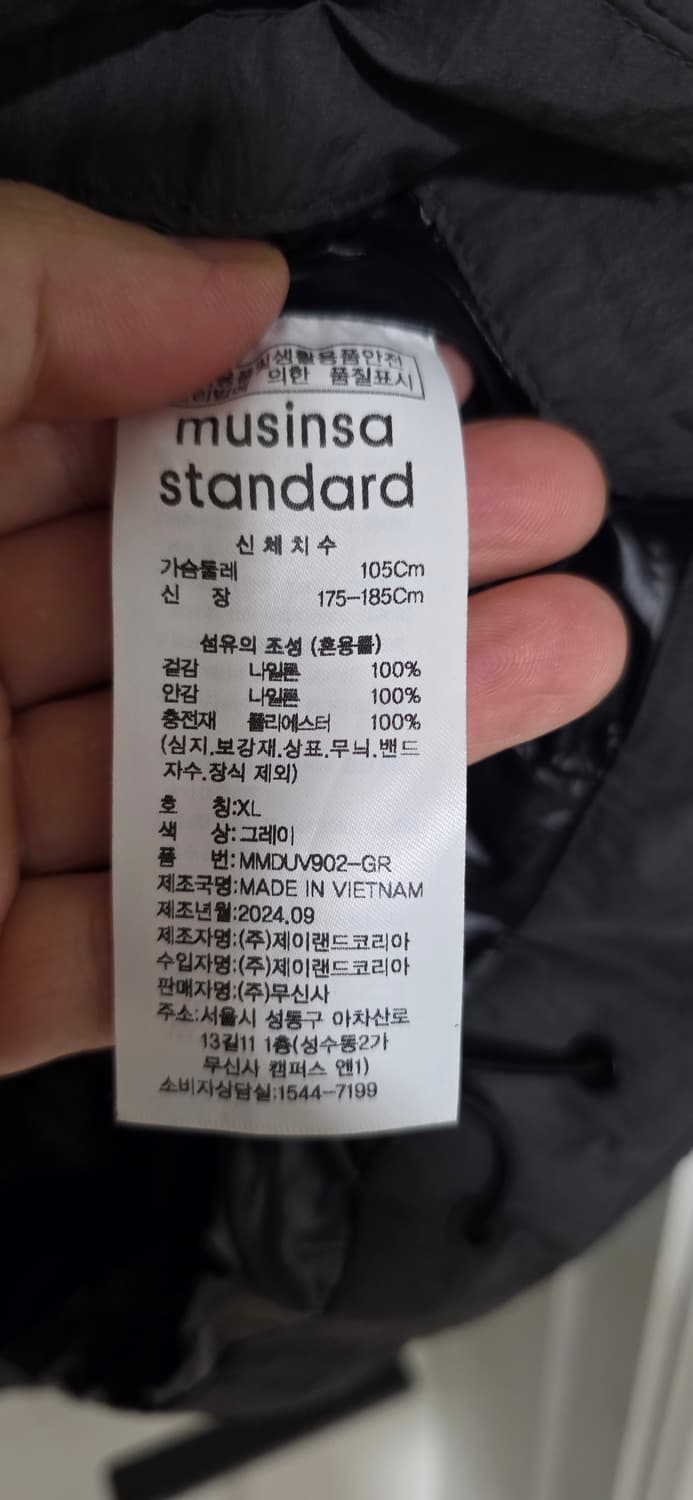 생활용품안전
의한 품질표시
musinsa
standard
신체치수
가슴둘레 105Cm
신 장 175-185Cm
섬유의 조성 (혼용률)
겉감 나일론 100%
안감 나일론 100%
충전재 폴리에스터 100%
(심지.보강재.상표.무늬.밴드
자수.장식 제외)
호 칭:XL
색 상:그레이
품 번:MMDUV902-GR
제조국명:MADE IN VIETNAM
제조년월:2024.09
제조자명:(주)제이랜드코리아
수입자명:(주)제이랜드코리아
판매자명:(주)무신사
주소:서울시 성동구 아차산로
13길11 1층(성수동2가
무신사 캠퍼스 엔1)
소비자상담실:1544-7199